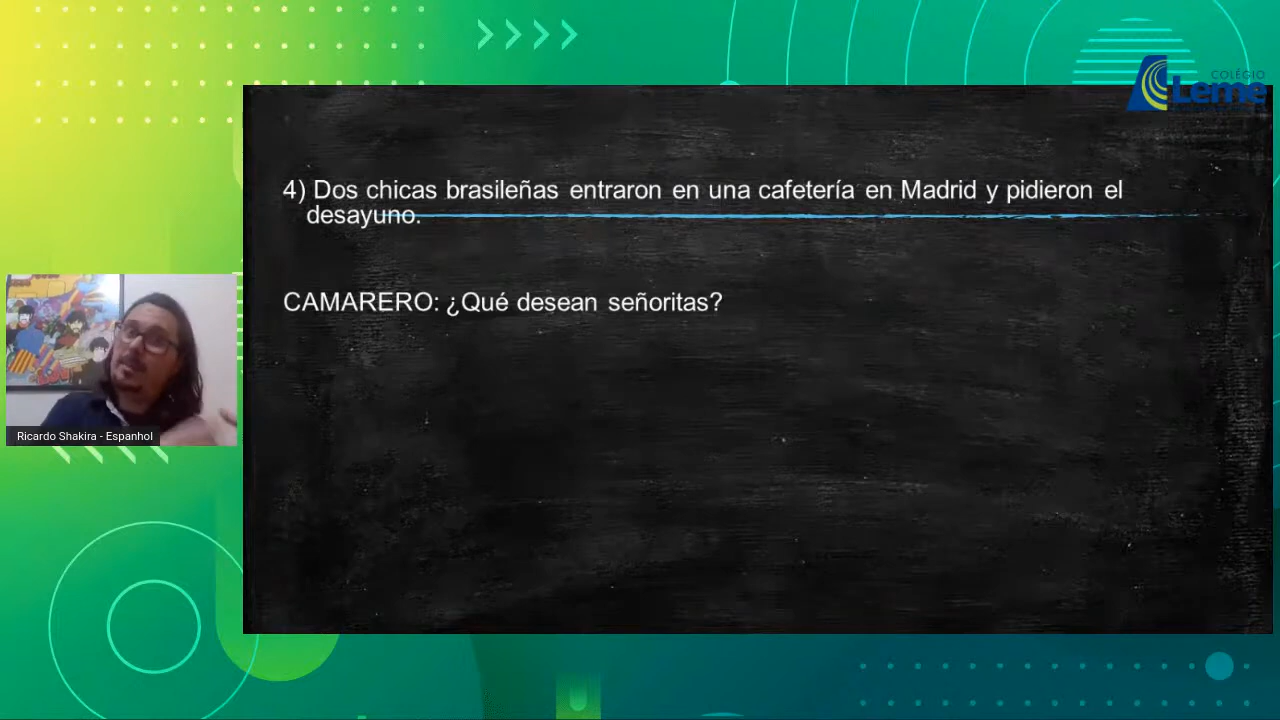 COLÉGIO
Leme
4) Dos chicas brasileñas entraron en una cafetería en Madrid y pidieron el
desayuno.
CAMARERO: ¿Qué desean señoritas?
Ricardo Shakira - Espanhol